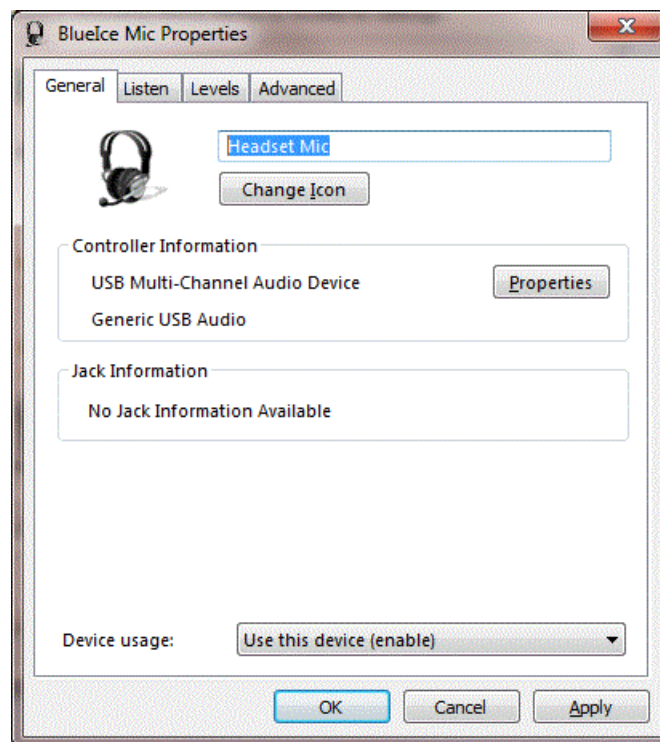 BlueIce Mic Properties
General Listen Levels Advanced
Headset Mic
Change Icon
Controller Information
USB Multi-Channel Audio Device Properties
Generic USB Audio
Jack Information
No Jack Information Available
Device usage: Use this device (enable)
OK Cancel Apply